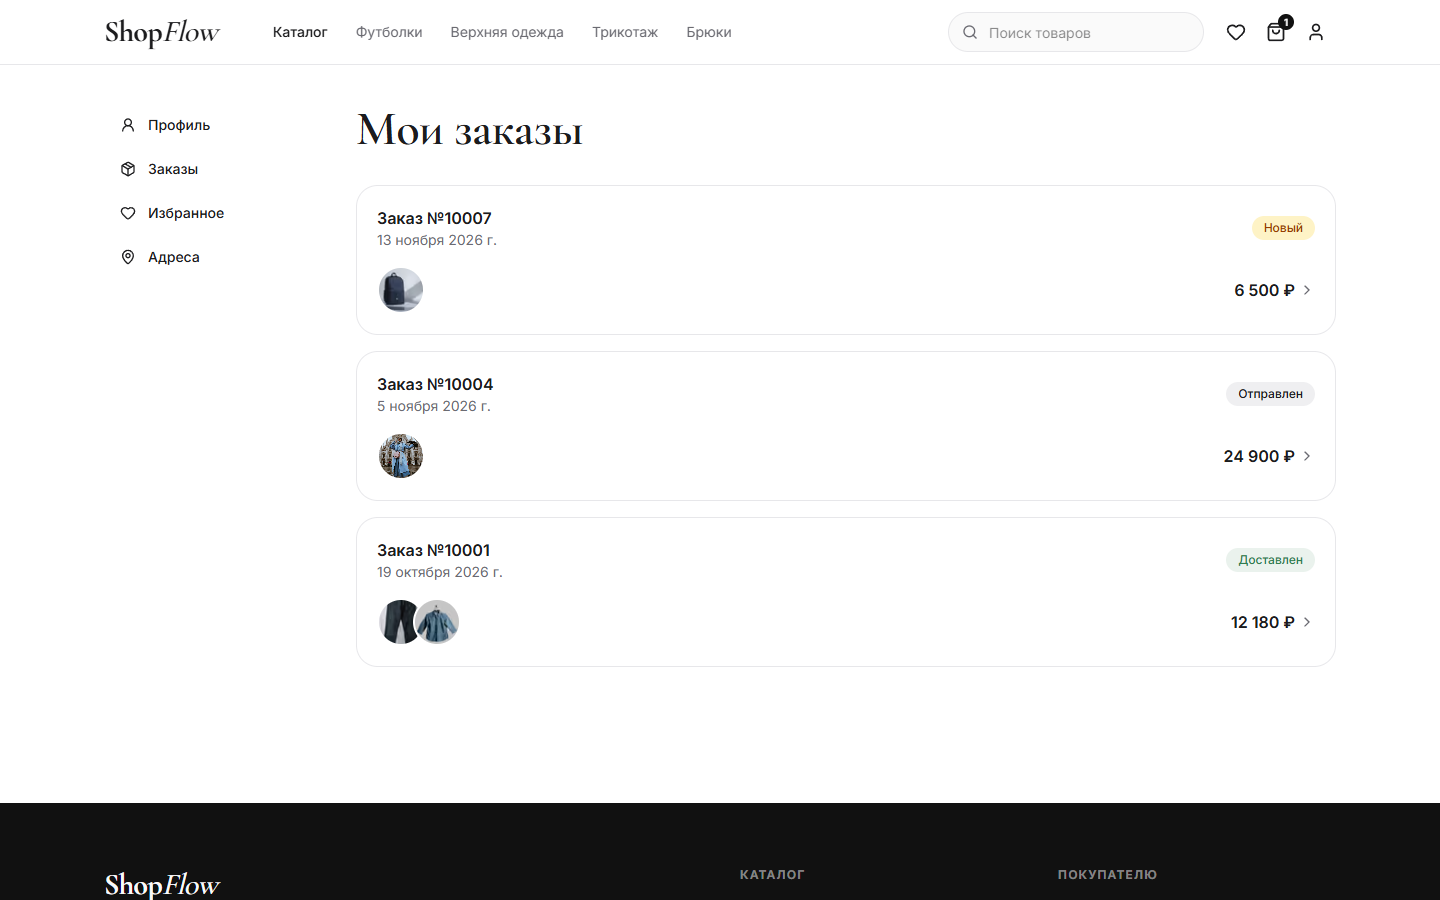 ShopFlow
Каталог
Футболки
Верхняя одежда
Трикотаж
Брюки
Поиск товаров
1
Профиль
Заказы
Избранное
Адреса
Мои заказы
Заказ №10007
13 ноября 2026 г.
Новый
6 500 ₽
Заказ №10004
5 ноября 2026 г.
Отправлен
24 900 ₽
Заказ №10001
19 октября 2026 г.
Доставлен
12 180 ₽
ShopFlow
КАТАЛОГ
ПОКУПАТЕЛЮ